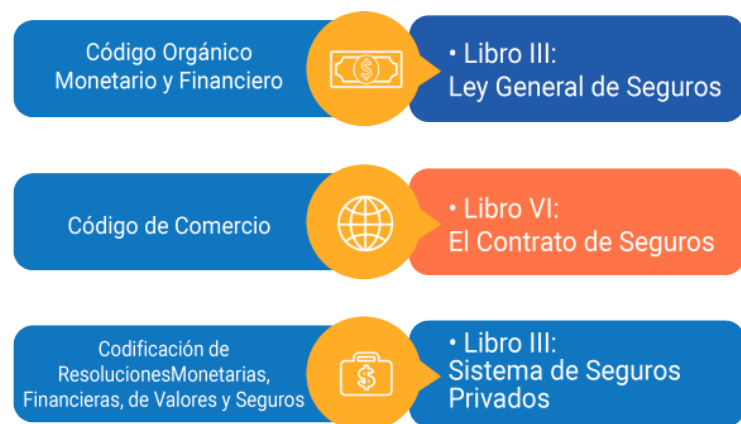 Código Orgánico
Monetario y Financiero
• Libro III:
Ley General de Seguros
Código de Comercio
• Libro VI:
El Contrato de Seguros
Codificación de
ResolucionesMonetarias,
Financieras, de Valores y Seguros
• Libro III:
Sistema de Seguros
Privados